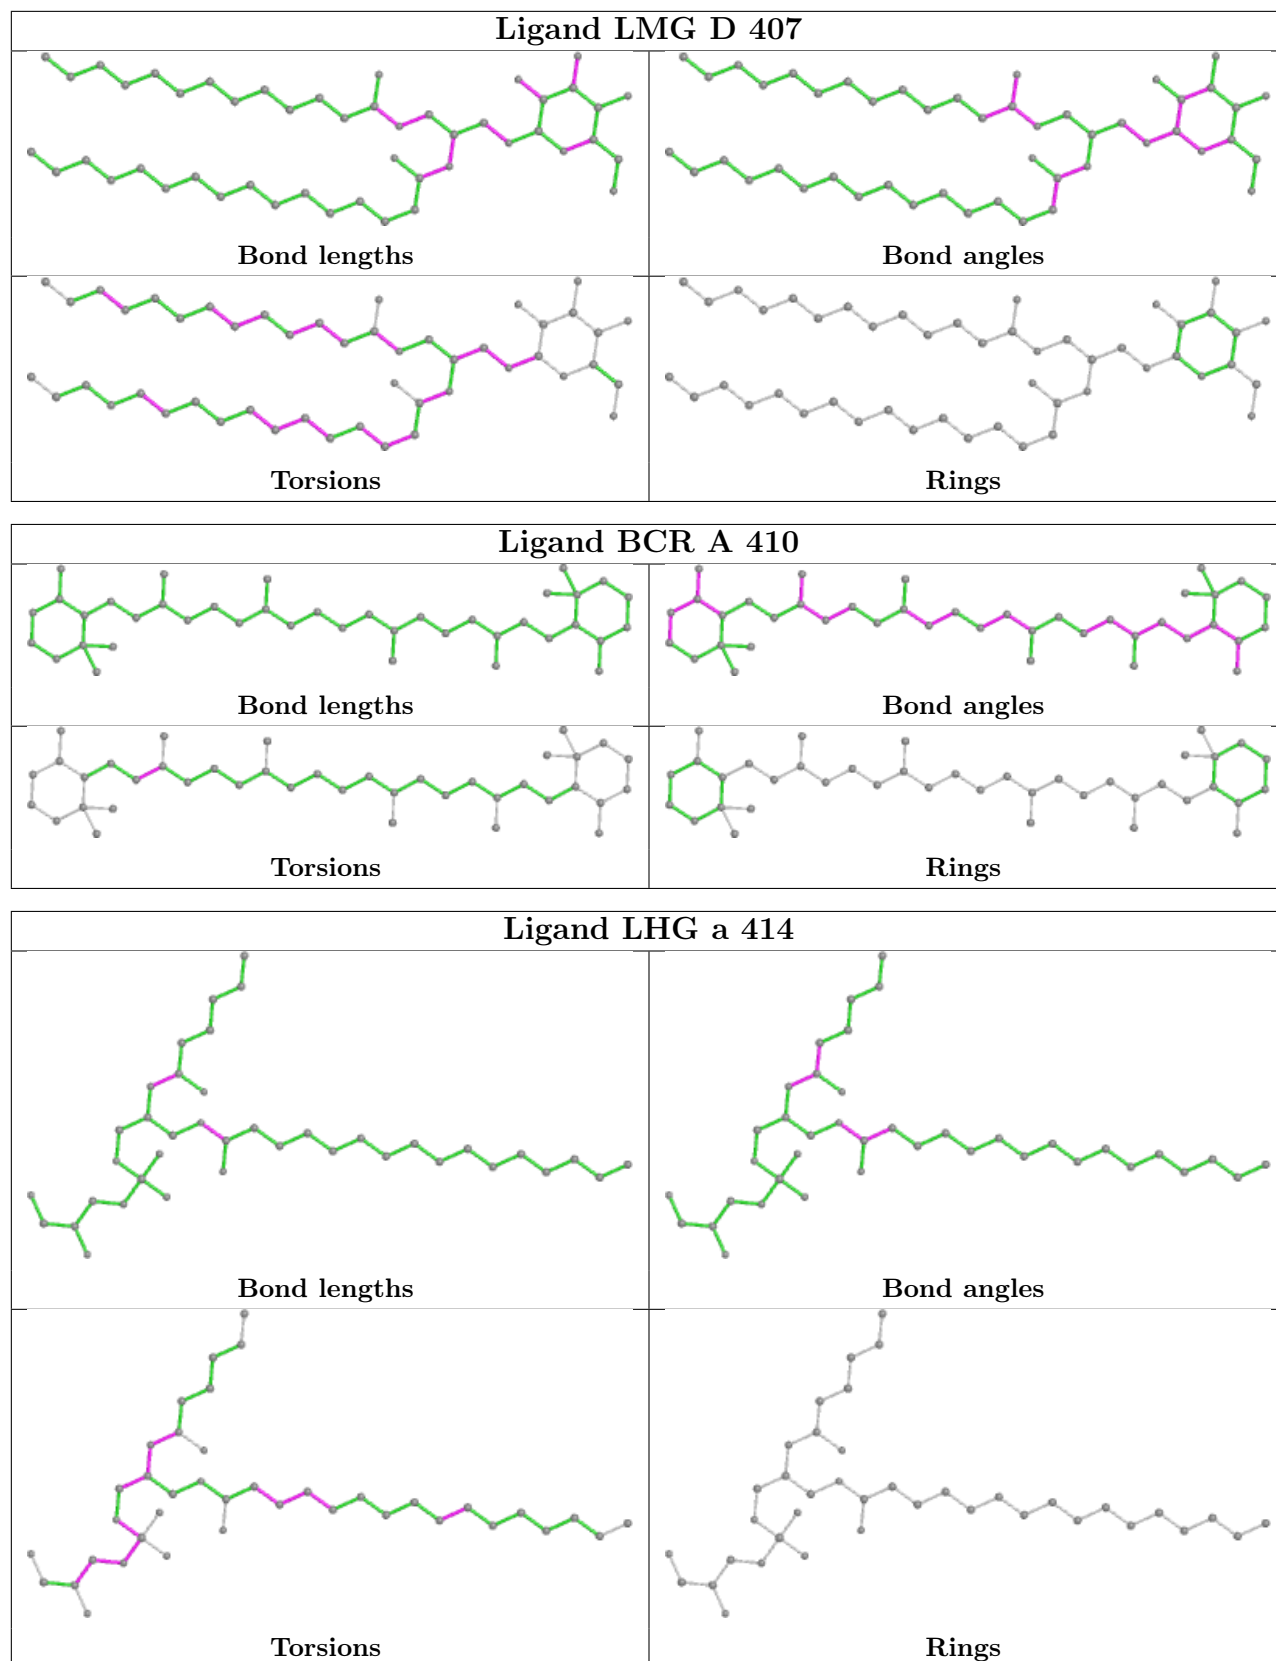 Ligand LMG D 407
Bond lengths
Bond angles
Torsions
Rings
Ligand BCR A 410
Bond lengths
Bond angles
Torsions
Rings
Ligand LHG a 414
Bond lengths
Bond angles
Torsions
Rings